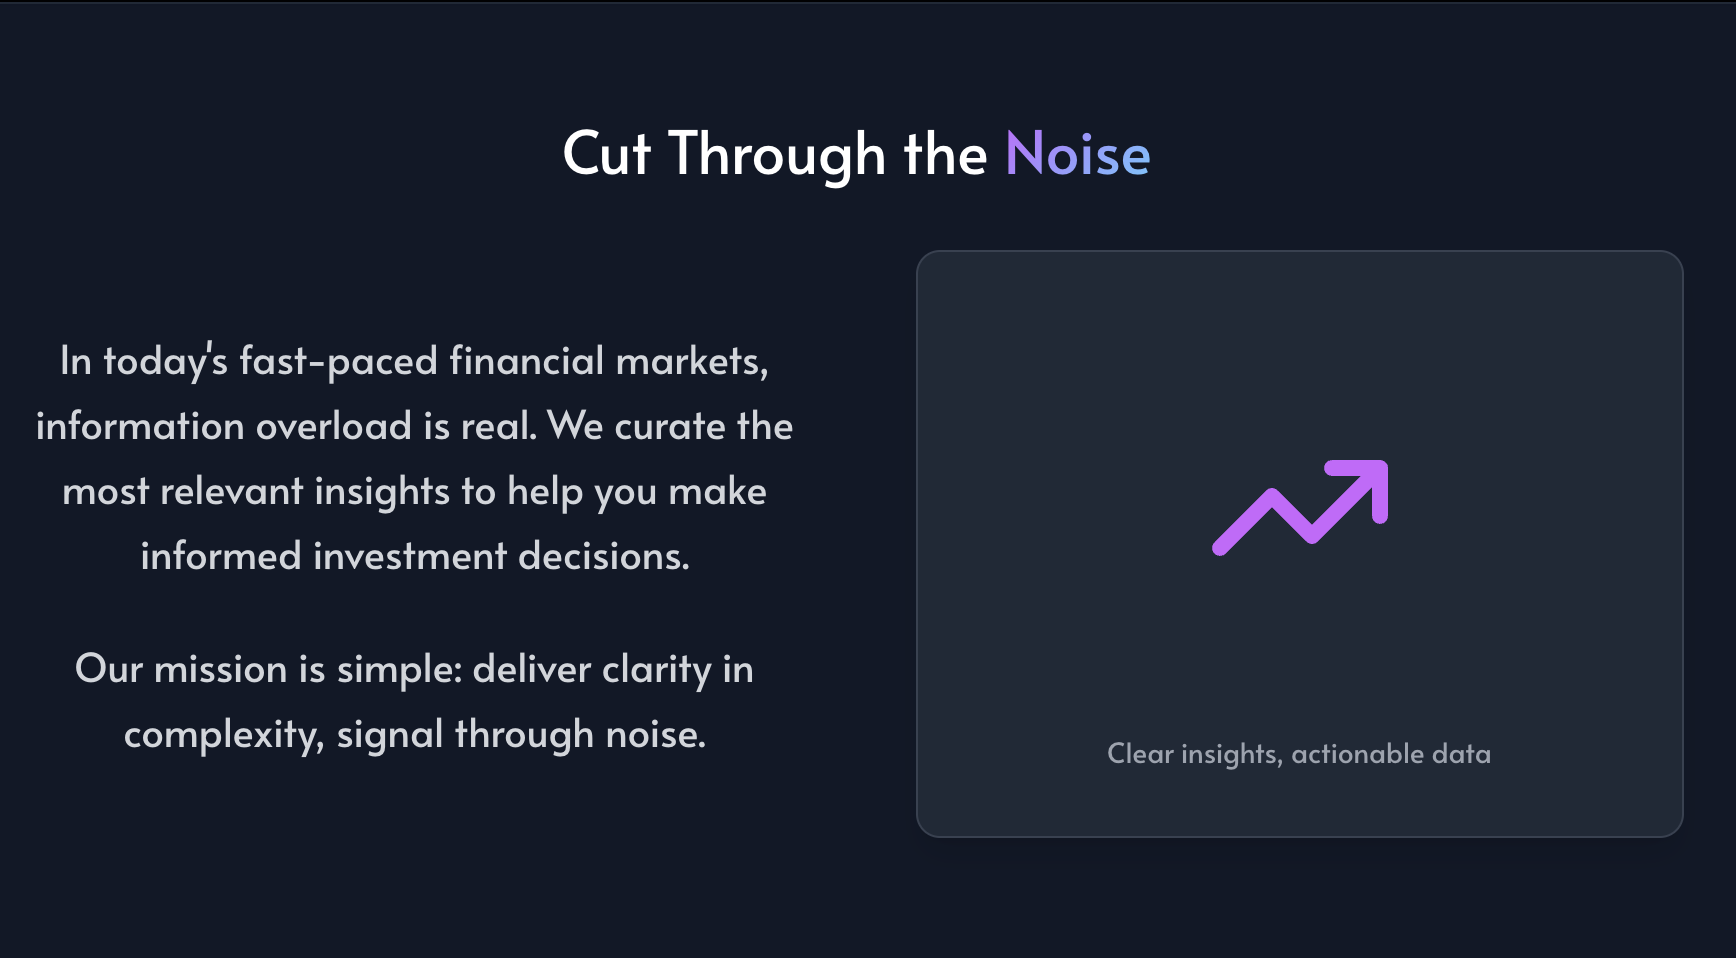 Cut Through the Noise
In today's fast-paced financial markets,
information overload is real. We curate the
most relevant insights to help you make
informed investment decisions.
Our mission is simple: deliver clarity in
complexity, signal through noise.
Clear insights, actionable data